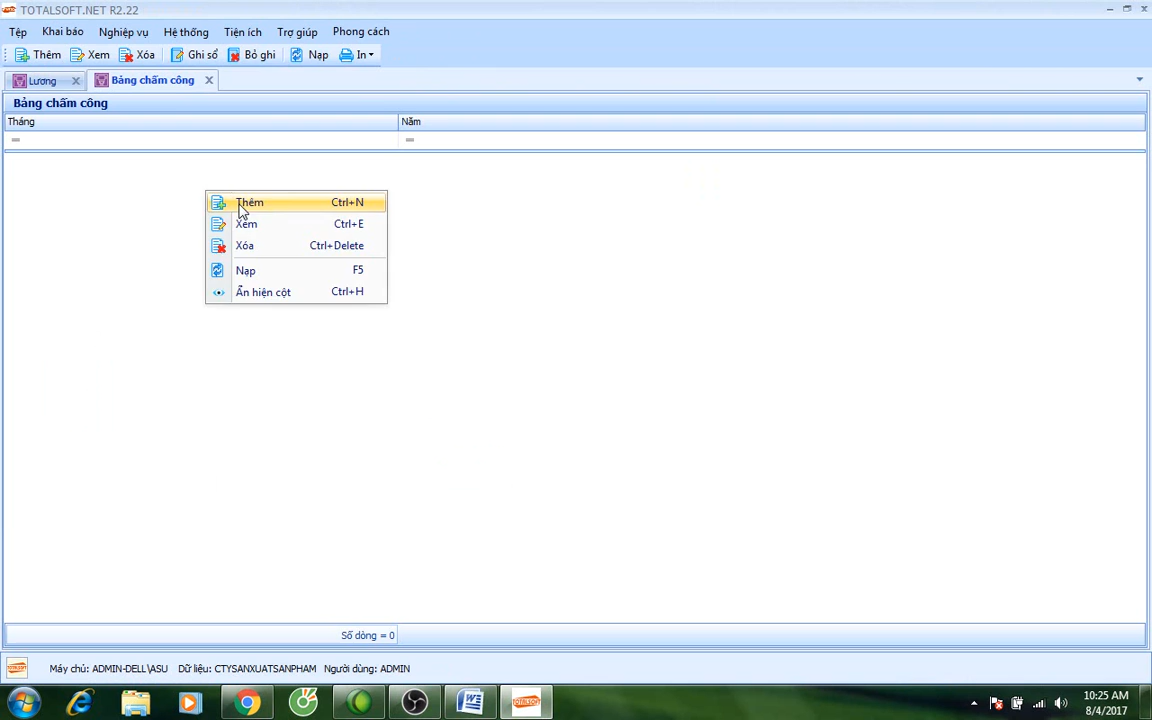 TOTALSOFT.NET R2.22
Tệp Khai báo Nghiệp vụ Hệ thống Tiện ích Trợ giúp Phong cách
Thêm Xem Xóa Ghi sổ Bỏ ghi Nạp In
Lương Bảng chấm công
Bảng chấm công
Tháng Năm
Thêm Ctrl+N
Xem Ctrl+E
Xóa Ctrl+Delete
Nạp F5
Ẩn hiện cột Ctrl+H
Số dòng = 0
Máy chủ: ADMIN-DELL\ASU Dữ liệu: CTYSANXUATSANPHAM Người dùng: ADMIN
10:25 AM
8/4/2017